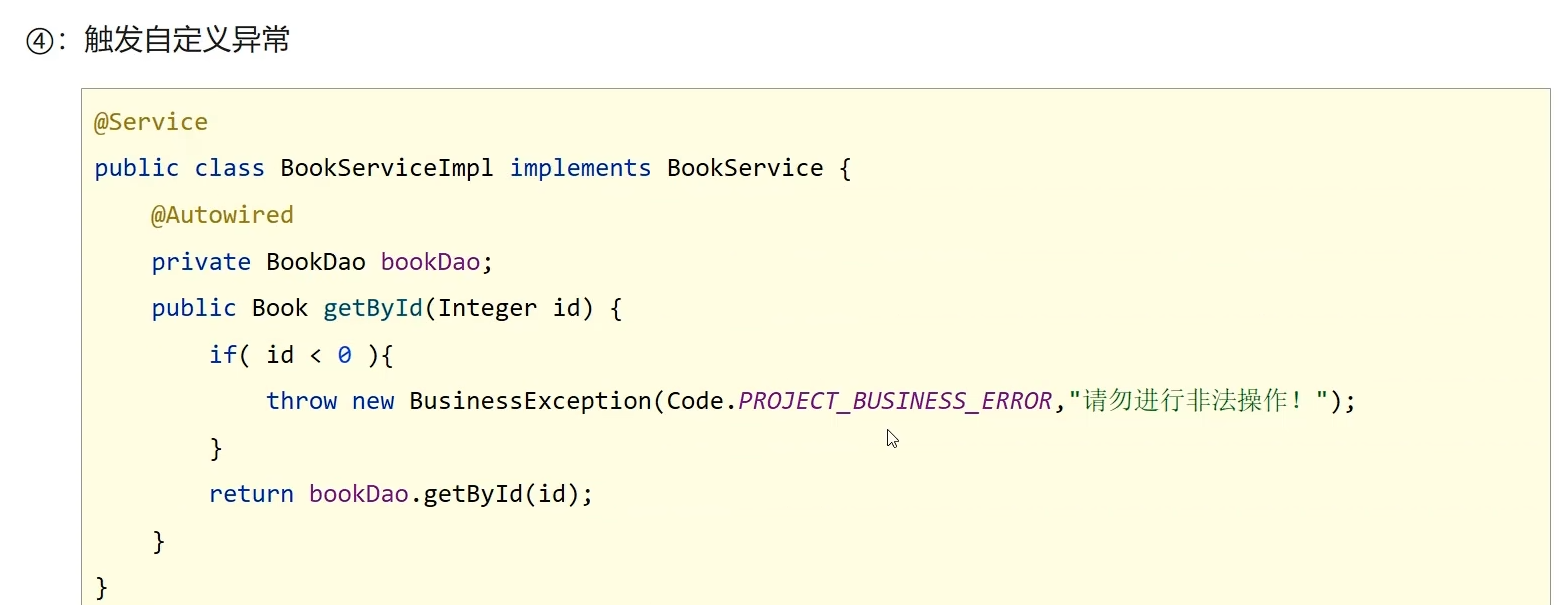 ④：触发自定义异常
@Service
public class BookServiceImpl implements BookService {
    @Autowired
    private BookDao bookDao;
    public Book getById(Integer id) {
        if( id < 0 ){
            throw new BusinessException(Code.PROJECT_BUSINESS_ERROR,"请勿进行非法操作！");
        }
        return bookDao.getById(id);
    }
}